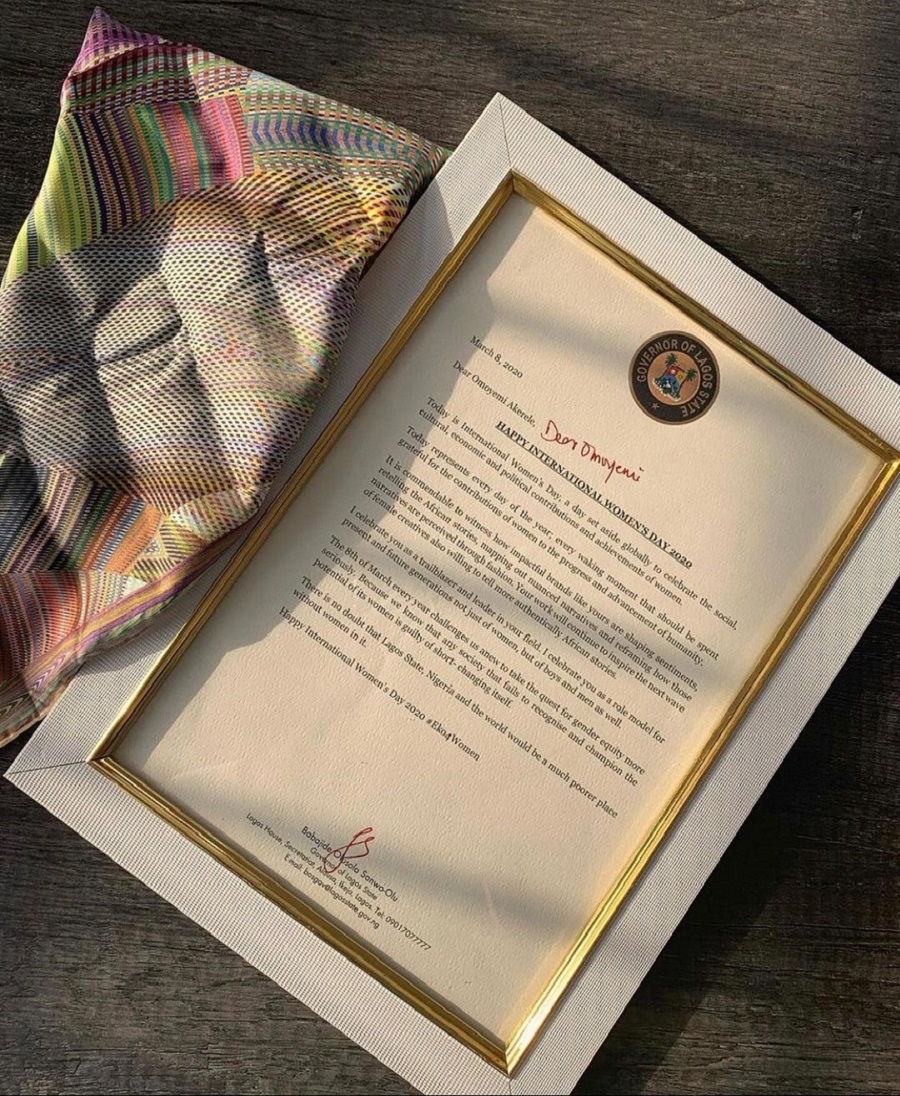 GOVERNOR OF LAGOS STATE
March 8, 2020
Dear Omoyemi Akerele,
Dear Omoyemi
HAPPY INTERNATIONAL WOMEN'S DAY 2020
Today is International Women's Day, a day set aside globally to celebrate the social,
cultural, economic and political contributions and achievements of women.
Today represents every day of the year, every waking moment that should be spent
grateful for the contributions of women to the progress and advancement of humanity.
It is commendable to witness how impactful brands like yours are shaping sentiments,
retelling the African stories, mapping out nuanced narratives and reframing how those
narratives are perceived through fashion. Your work will continue to inspire the next wave
of female creatives also willing to tell more authentically African stories.
I celebrate you as a trailblazer and leader in your field. I celebrate you as a role model for
present and future generations not just of women, but of boys and men as well.
The 8th of March every year challenges us anew to take the quest for gender equity more
seriously. Because we know that any society that fails to recognise and champion the
potential of its women is guilty of short-changing itself.
There is no doubt that Lagos State, Nigeria and the world would be a much poorer place
without women in it.
Happy International Women's Day 2020 #Eko4Women
Babajide Olusola Sanwo-Olu
Governor of Lagos State
Lagos House, Secretariat, Alausa, Ikeja, Lagos. Tel: 09017077777
E.mail: bosgov@lagosstate.gov.ng